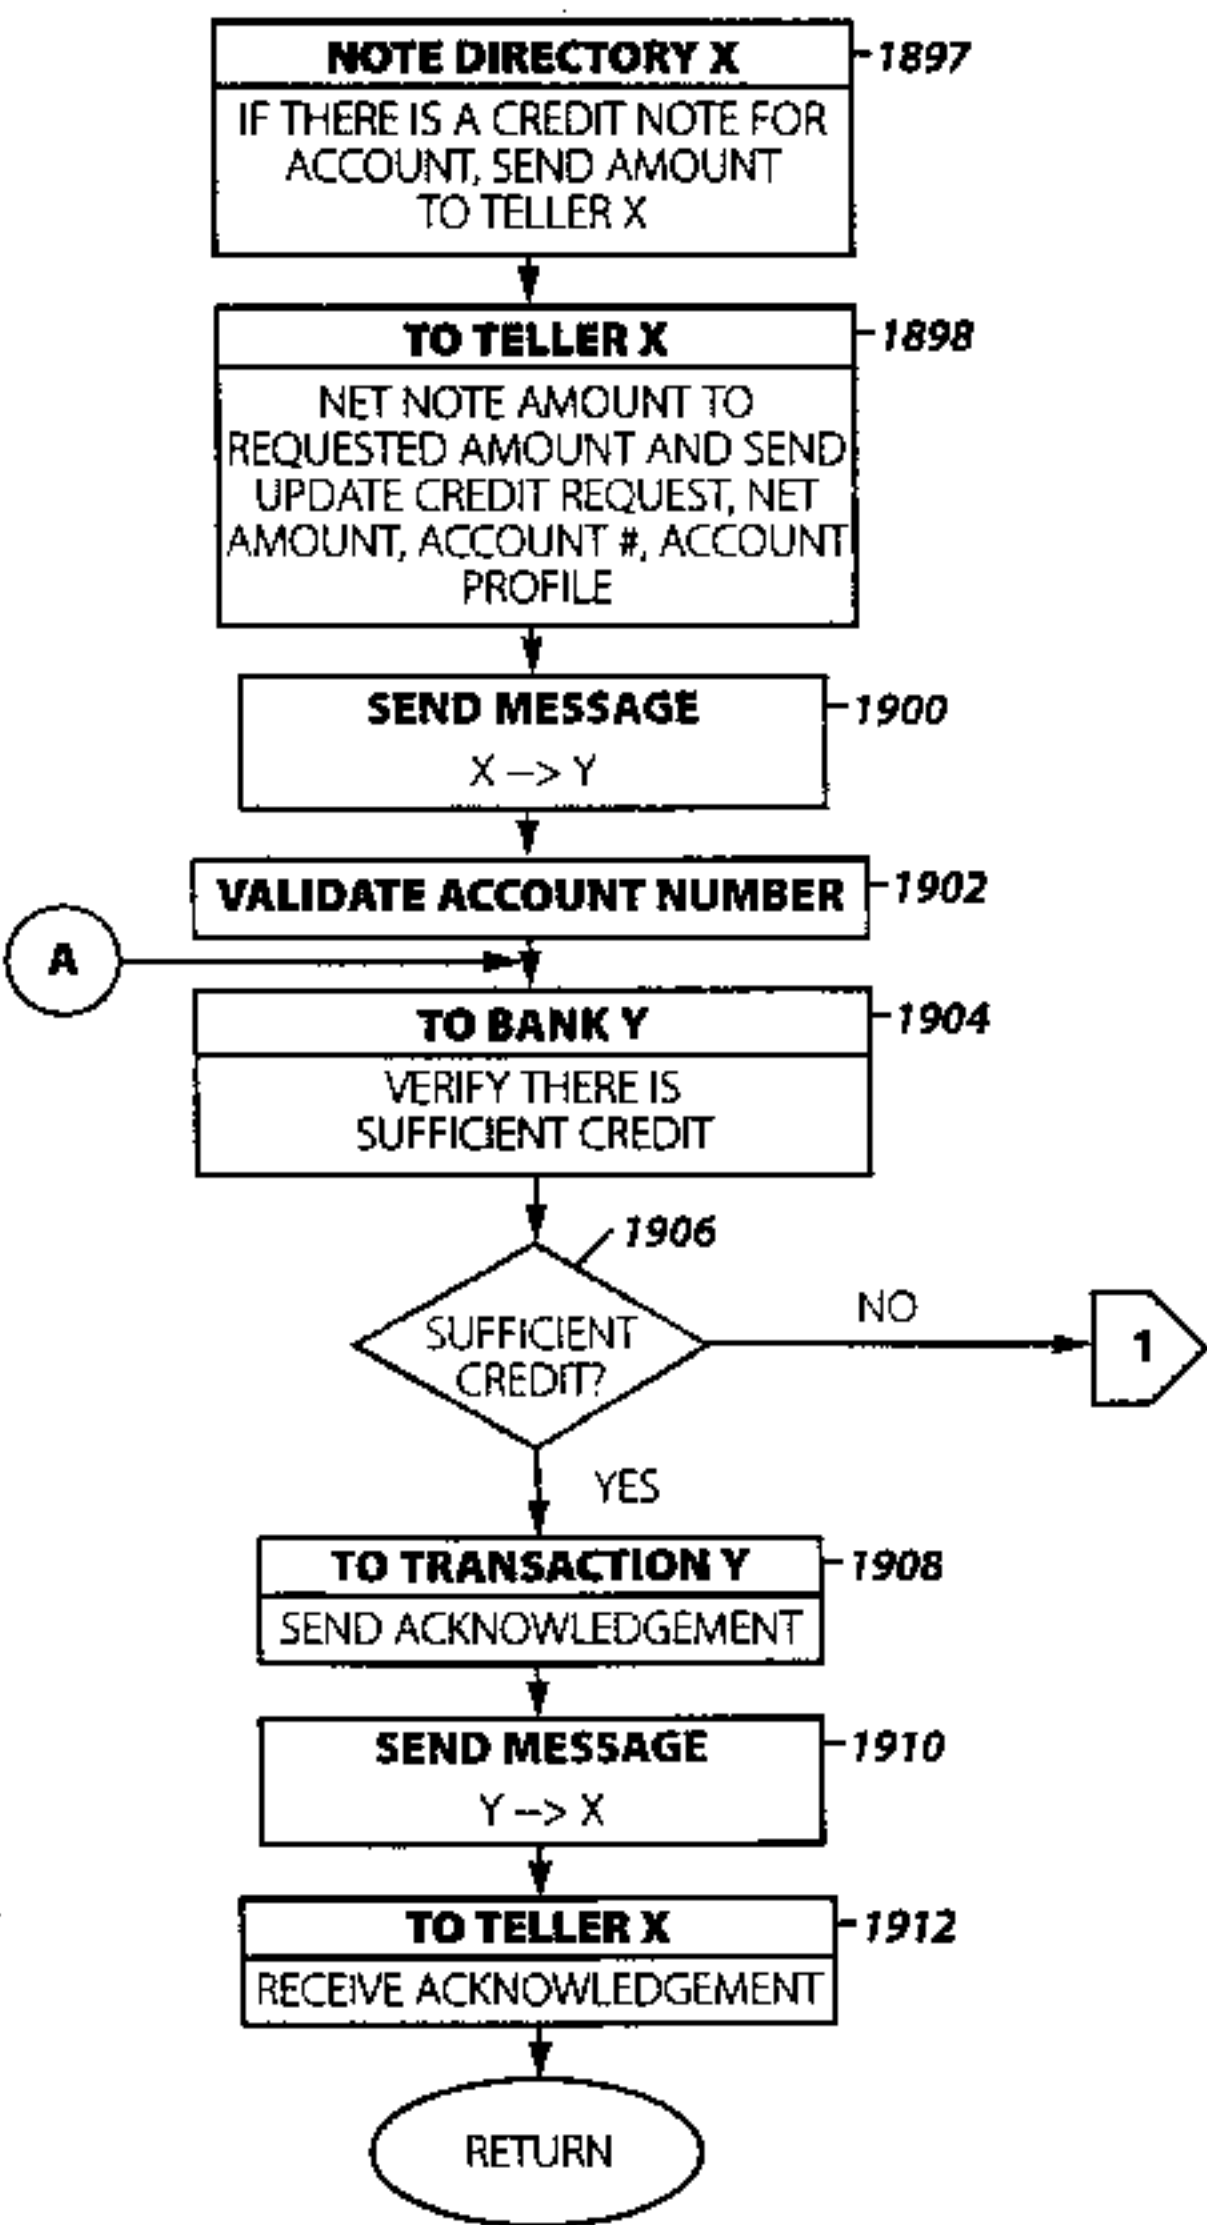 NOTE DIRECTORY X
1897
IF THERE IS A CREDIT NOTE FOR
ACCOUNT, SEND AMOUNT
TO TELLER X
TO TELLER X
1898
NET NOTE AMOUNT TO
REQUESTED AMOUNT AND SEND
UPDATE CREDIT REQUEST, NET
AMOUNT, ACCOUNT #, ACCOUNT
PROFILE
SEND MESSAGE
1900
X --> Y
VALIDATE ACCOUNT NUMBER
1902
A
TO BANK Y
1904
VERIFY THERE IS
SUFFICIENT CREDIT
1906
SUFFICIENT
CREDIT?
NO
1
YES
TO TRANSACTION Y
1908
SEND ACKNOWLEDGEMENT
SEND MESSAGE
1910
Y --> X
TO TELLER X
1912
RECEIVE ACKNOWLEDGEMENT
RETURN